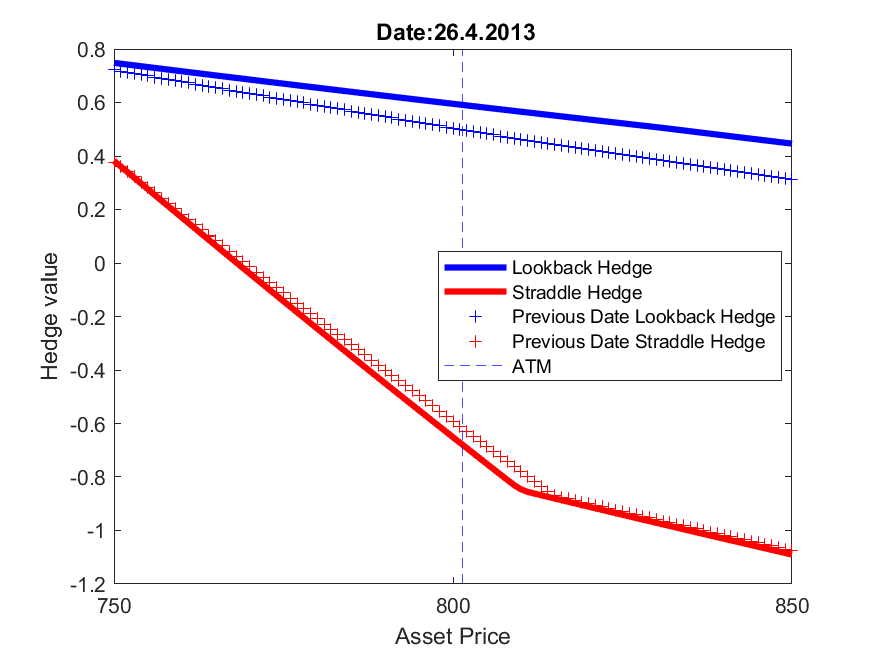 Date:26.4.2013
0.8
0.6
0.4
0.2
0
-0.2
-0.4
-0.6
-0.8
-1
-1.2
Hedge value
Lookback Hedge
Straddle Hedge
Previous Date Lookback Hedge
Previous Date Straddle Hedge
ATM
750
800
850
Asset Price